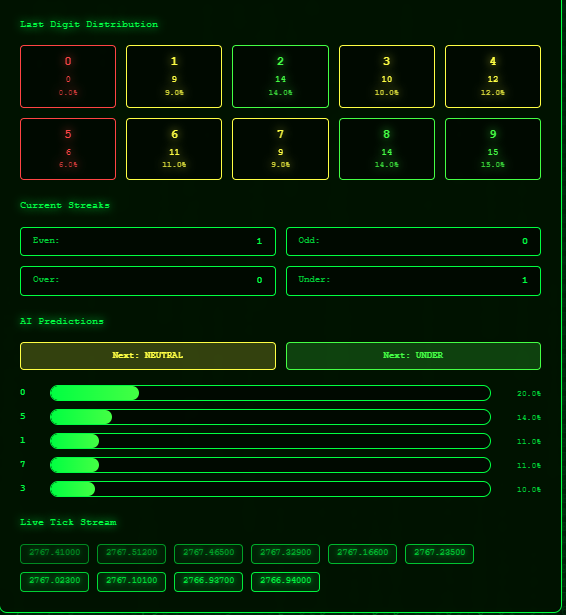 Last Digit Distribution
0 1 2 3 4
0 9 14 10 12
0.0% 9.0% 14.0% 10.0% 12.0%
5 6 7 8 9
6 11 9 14 15
6.0% 11.0% 9.0% 14.0% 15.0%
Current Streaks
Even: 1 Odd: 0
Over: 0 Under: 1
AI Predictions
Next: NEUTRAL Next: UNDER
0 20.0%
5 14.0%
1 11.0%
7 11.0%
3 10.0%
Live Tick Stream
2767.41000 2767.51200 2767.46500 2767.32900 2767.16600 2767.23500
2767.02300 2767.10100 2766.93700 2766.94000